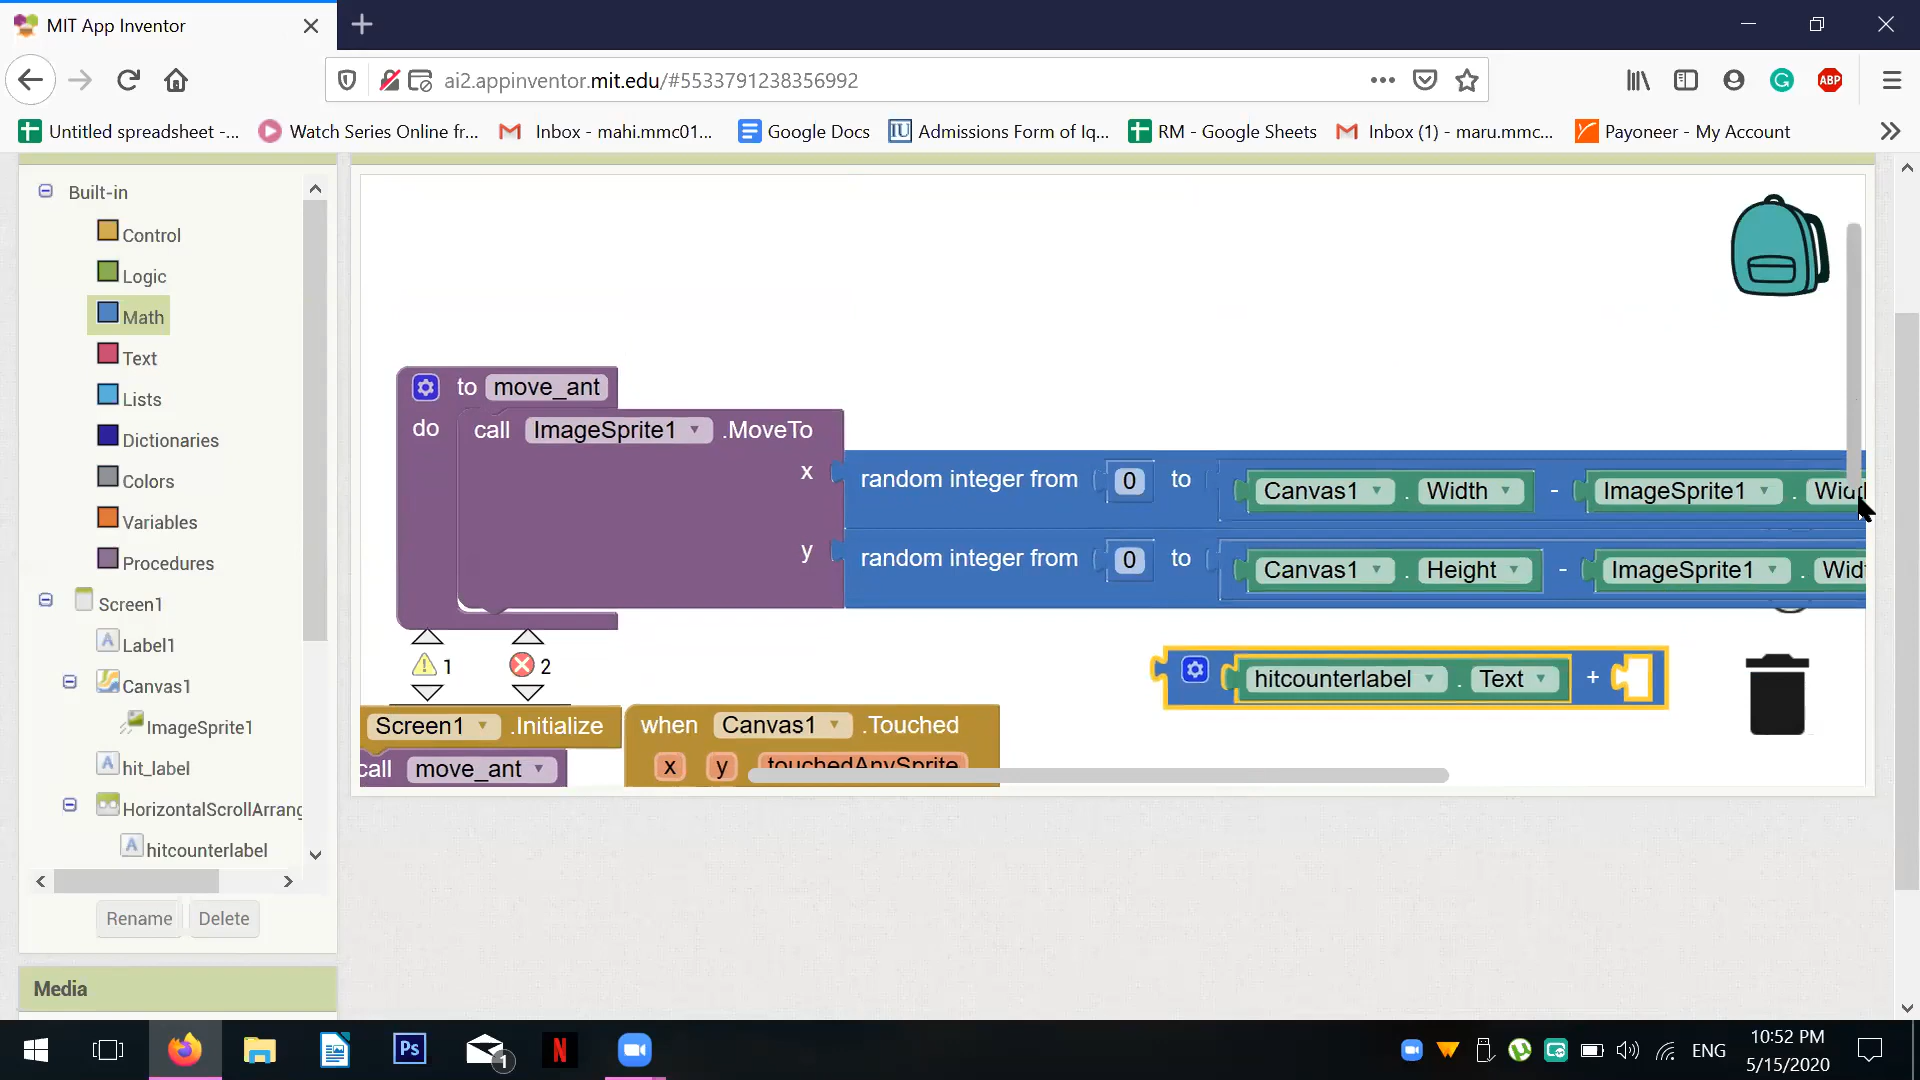 MIT App Inventor
ai2.appinventor.mit.edu/#5533791238356992
Untitled spreadsheet -...
Watch Series Online fr...
Inbox - mahi.mmc01...
Google Docs
IU
Admissions Form of Iq...
RM - Google Sheets
Inbox (1) - maru.mmc...
Payoneer - My Account
G
ABP
Built-in
Control
Logic
Math
Text
Lists
Dictionaries
Colors
Variables
Procedures
Screen1
A Label1
Canvas1
ImageSprite1
A hit_label
HorizontalScrollArrang
A hitcounterlabel
Rename
Delete
Media
to move_ant
do call ImageSprite1 .MoveTo
x random integer from 0 to Canvas1 . Width - ImageSprite1 . Width
y random integer from 0 to Canvas1 . Height - ImageSprite1 .
1 2
hitcounterlabel . Text +
Screen1 .Initialize
call move_ant
when Canvas1 .Touched
x y touchedAnySprite
Ps
1
N
ENG
10:52 PM
5/15/2020